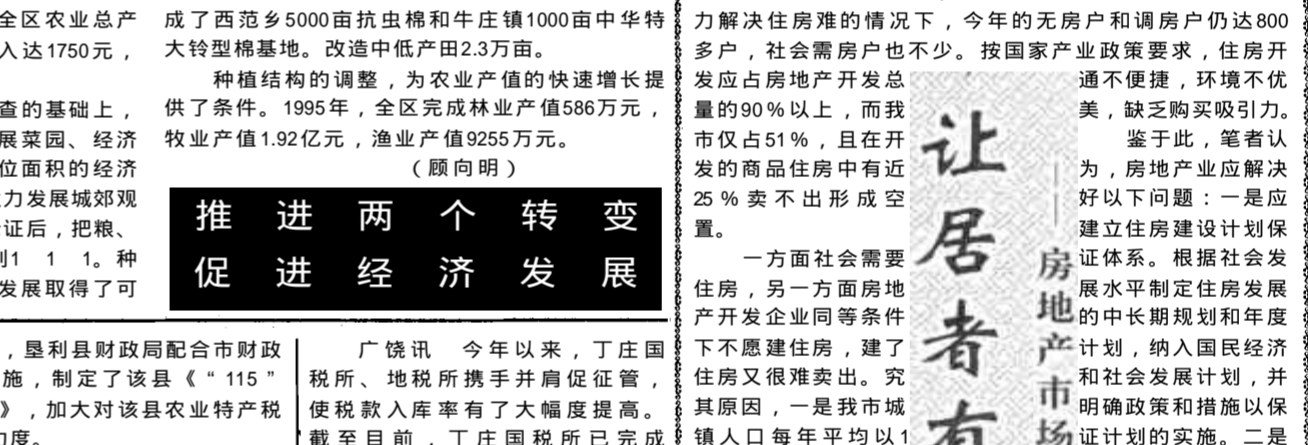 全区农业总产
入达1750元，
查的基础上，
展菜园、经济
位面积的经济
力发展城郊观
证后，把粮、
1 1 1。种
发展取得了可
成了西范乡5000亩抗虫棉和牛庄镇1000亩中华特
大铃型棉基地。改造中低产田2.3万亩。
种植结构的调整，为农业产值的快速增长提
供了条件。1995年，全区完成林业产值586万元，
牧业产值1.92亿元，渔业产值9255万元。
（顾向明）
推进两个转变
促进经济发展
，垦利县财政局配合市财政
施，制定了该县《“115”
》，加大对该县农业特产税
力度。
广饶讯 今年以来，丁庄国
税所、地税所携手并肩促征管，
使税款入库率有了大幅度提高。
截至目前，丁庄国税所已完成
力解决住房难的情况下，今年的无房户和调房户仍达800
多户，社会需房户也不少。按国家产业政策要求，住房开
发应占房地产开发总
量的90％以上，而我
市仅占51％，且在开
发的商品住房中有近
25％卖不出形成空
置。
一方面社会需要
住房，另一方面房地
产开发企业同等条件
下不愿建住房，建了
住房又很难卖出。究
其原因，一是我市城
镇人口每年平均以1
让居者有
——房地产市场
通不便捷，环境不优
美，缺乏购买吸引力。
鉴于此，笔者认
为，房地产业应解决
好以下问题：一是应
建立住房建设计划保
证体系。根据社会发
展水平制定住房发展
的中长期规划和年度
计划，纳入国民经济
和社会发展计划，并
明确政策和措施以保
证计划的实施。二是